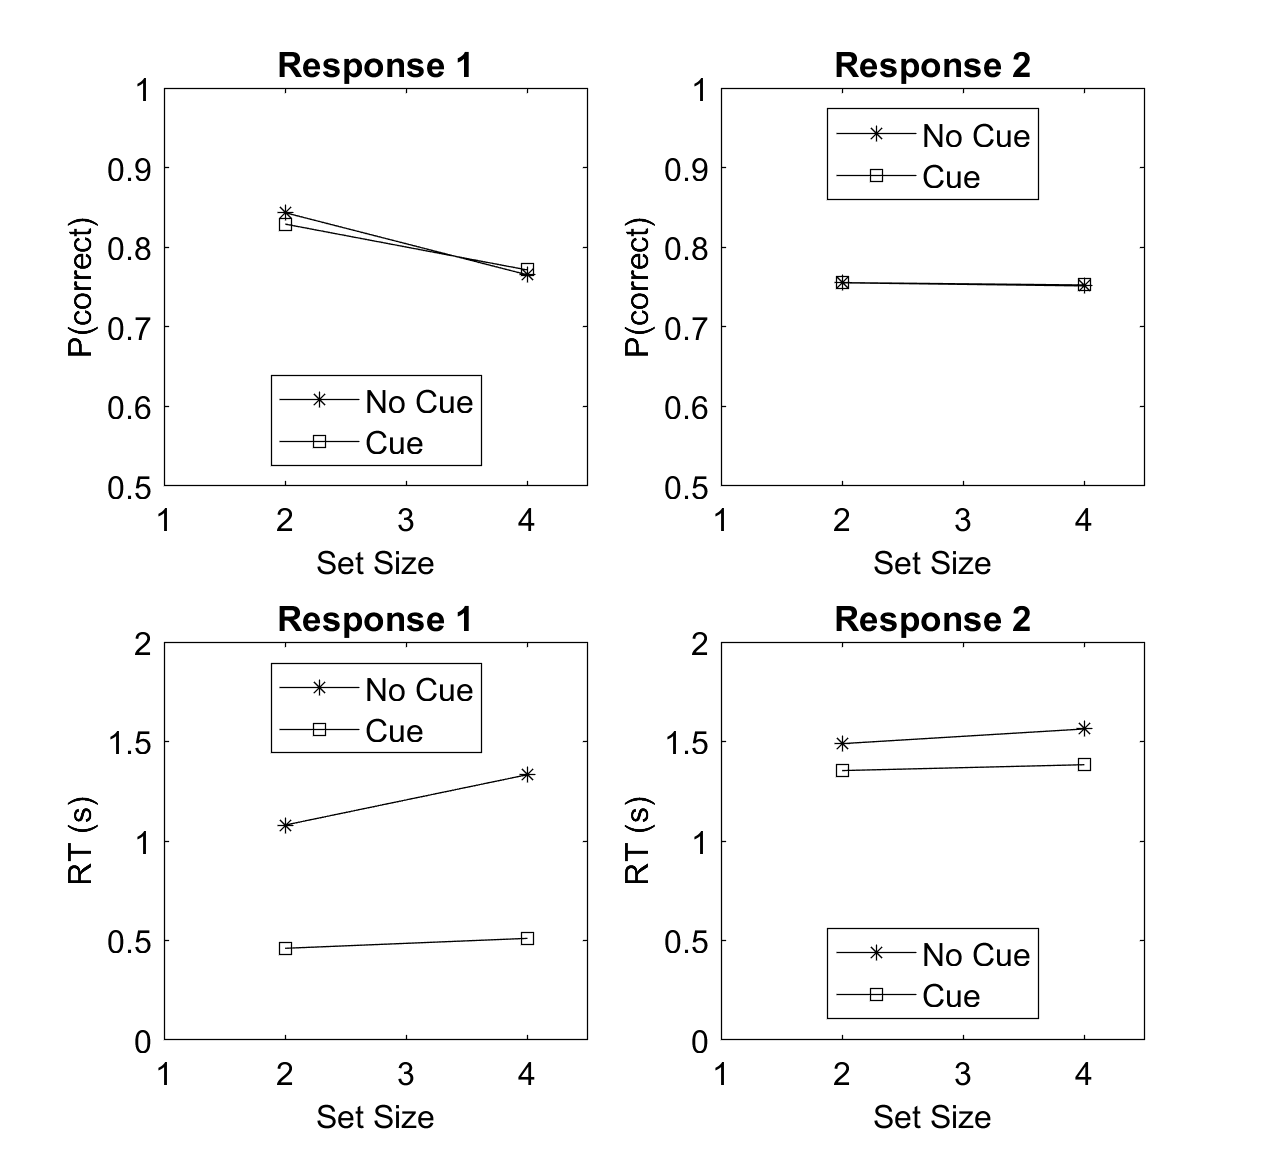 Response 1
1
0.9
0.8
0.7
0.6
0.5
P(correct)
No Cue
Cue
1 2 3 4
Set Size
Response 2
1
0.9
0.8
0.7
0.6
0.5
P(correct)
No Cue
Cue
1 2 3 4
Set Size
Response 1
2
1.5
1
0.5
0
RT (s)
No Cue
Cue
1 2 3 4
Set Size
Response 2
2
1.5
1
0.5
0
RT (s)
No Cue
Cue
1 2 3 4
Set Size